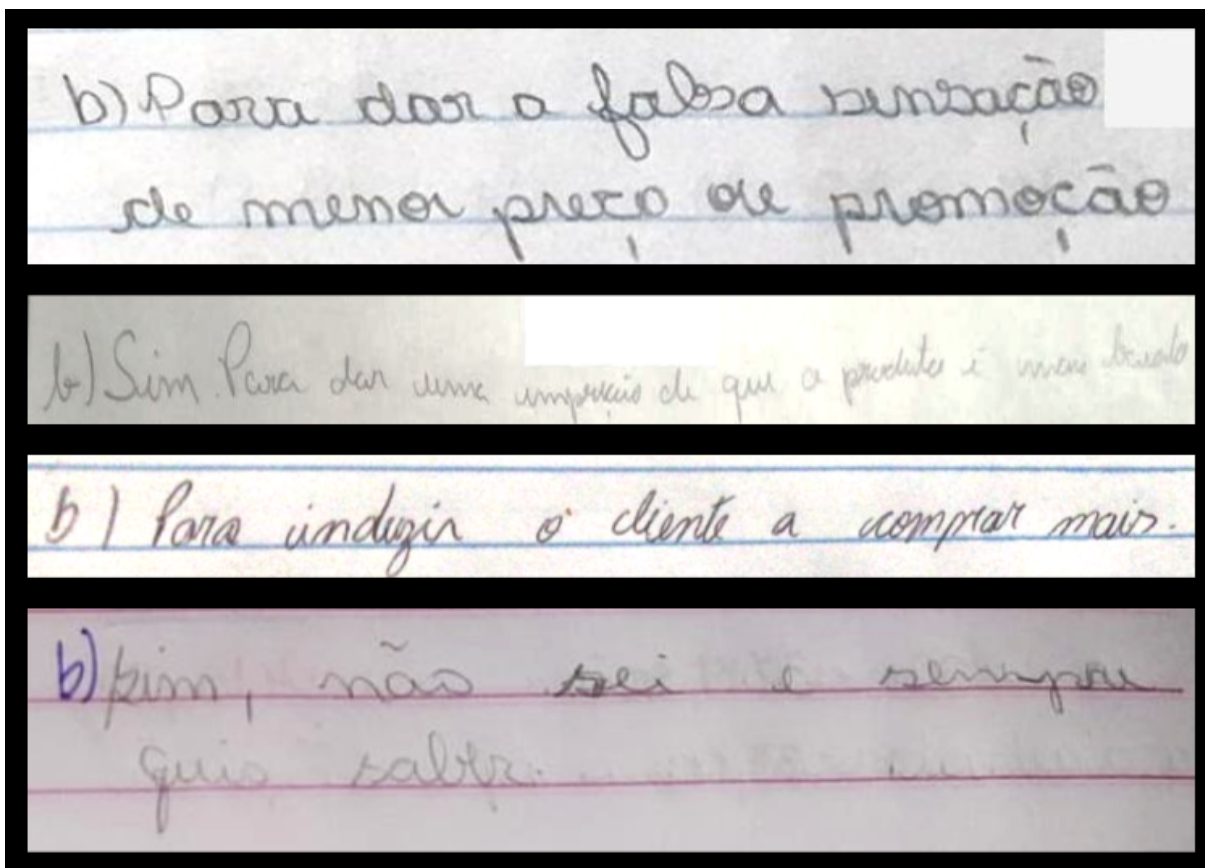 b) Para dar a falsa sensação
de menor preço ou promoção
b) Sim. Para dar uma impressão de que o produto é mais barato
b) Para induzir o cliente a comprar mais.
b) Sim, não sei e sempre
quis saber.